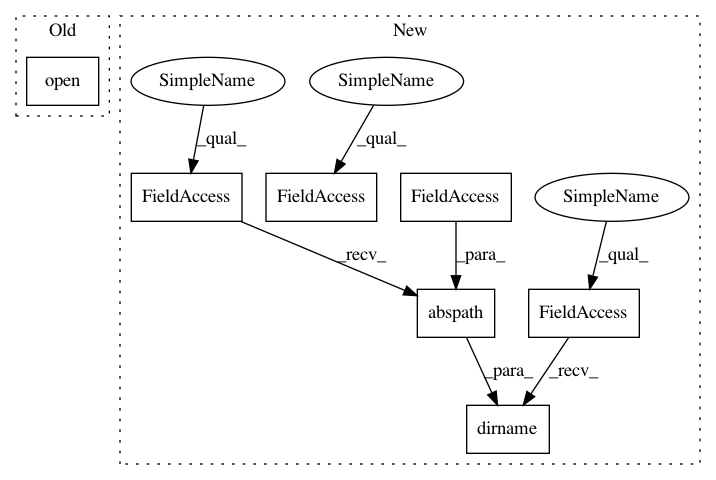 Old
New
open
SimpleName
SimpleName
_qual_
_qual_
FieldAccess
FieldAccess
FieldAccess
SimpleName
_recv_
_para_
_qual_
abspath
FieldAccess
_para_
_recv_
dirname